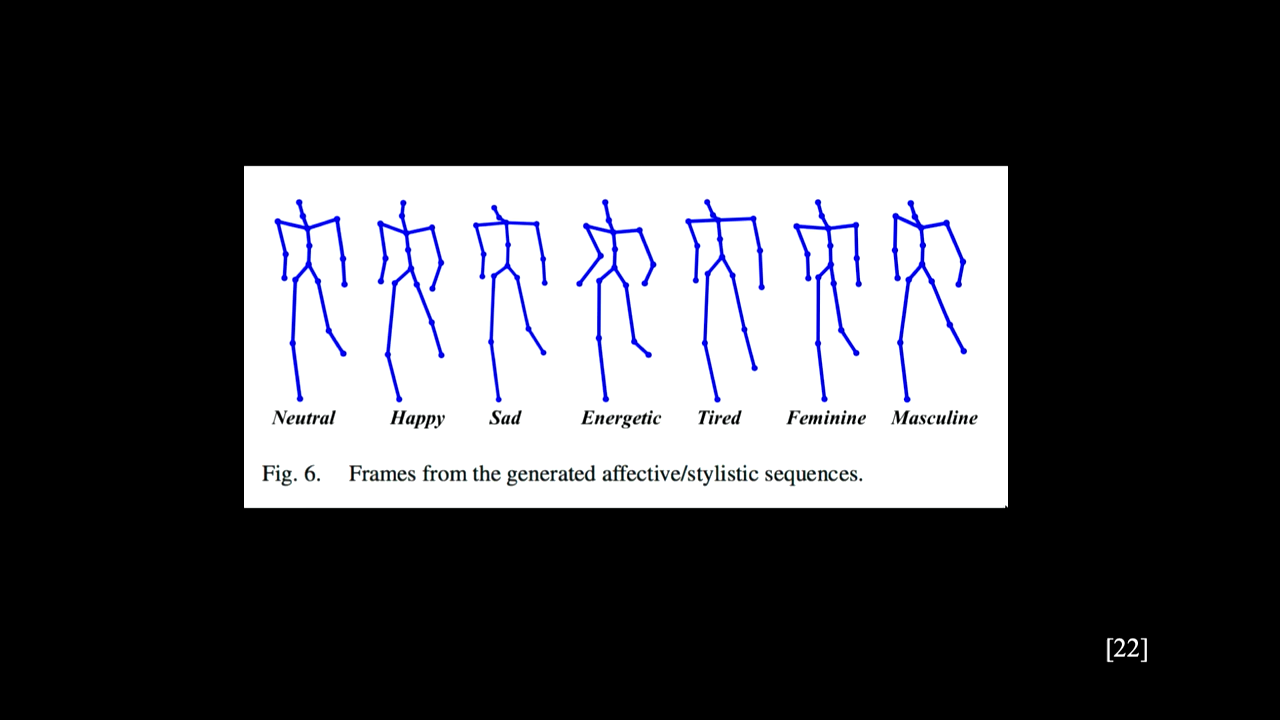 Neutral Happy Sad Energetic Tired Feminine Masculine
Fig. 6. Frames from the generated affective/stylistic sequences.
[22]